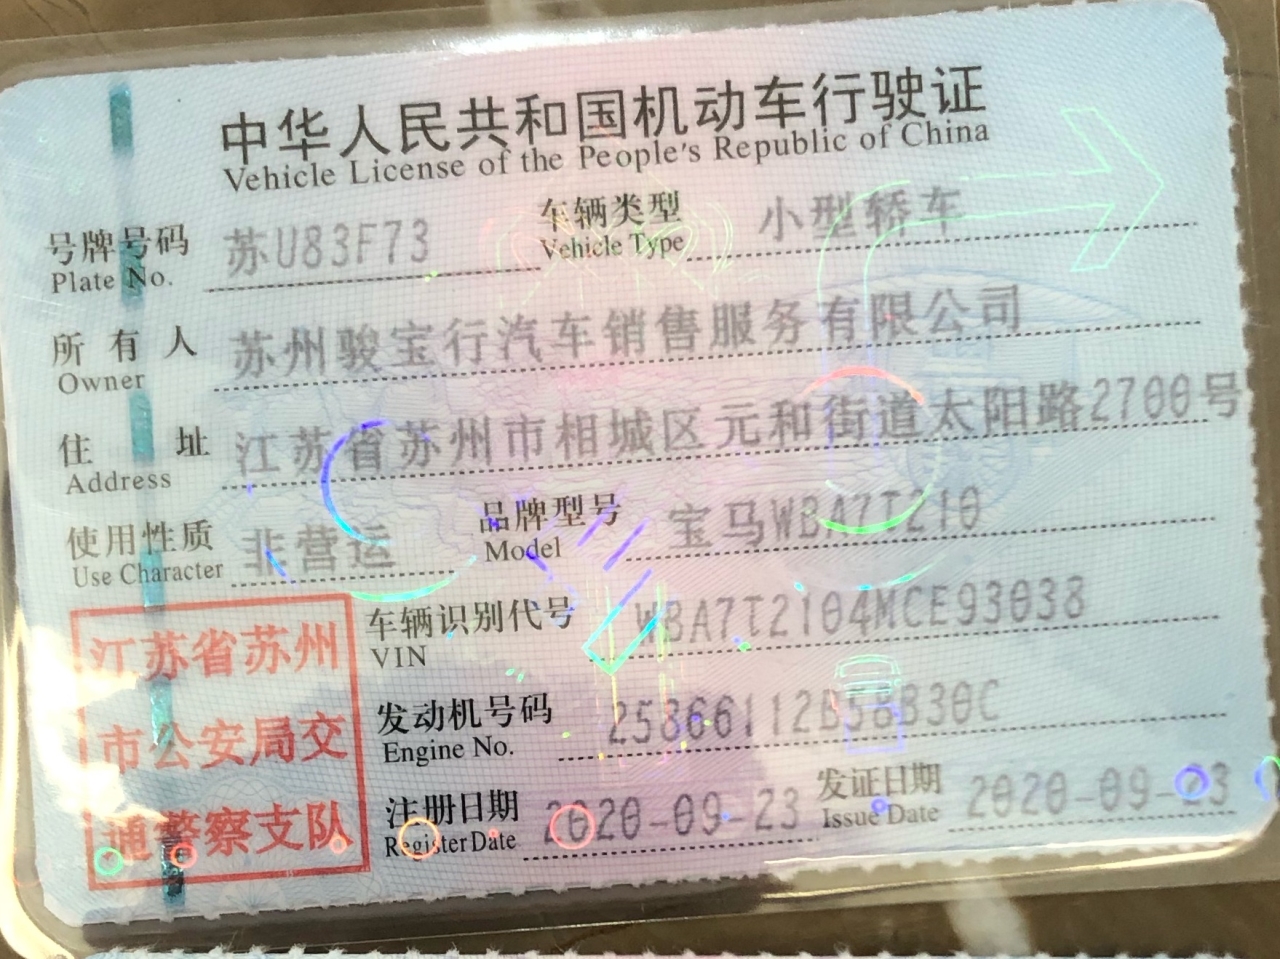 中华人民共和国机动车行驶证
Vehicle License of the People's Republic of China
号牌号码 苏U83F73 车辆类型 小型轿车
Plate No. Vehicle Type
所有人 苏州骏宝行汽车销售服务有限公司
Owner
住址 江苏省苏州市相城区元和街道太阳路2700号
Address
使用性质 非营运 品牌型号 宝马WBA7T210
Use Character Model
车辆识别代号 WBA7T2104MCE93038
VIN
发动机号码 25866112B58B30C
Engine No.
注册日期 2020-09-23 发证日期 2020-09-23
Register Date Issue Date
江苏省苏州
市公安局交
通警察支队